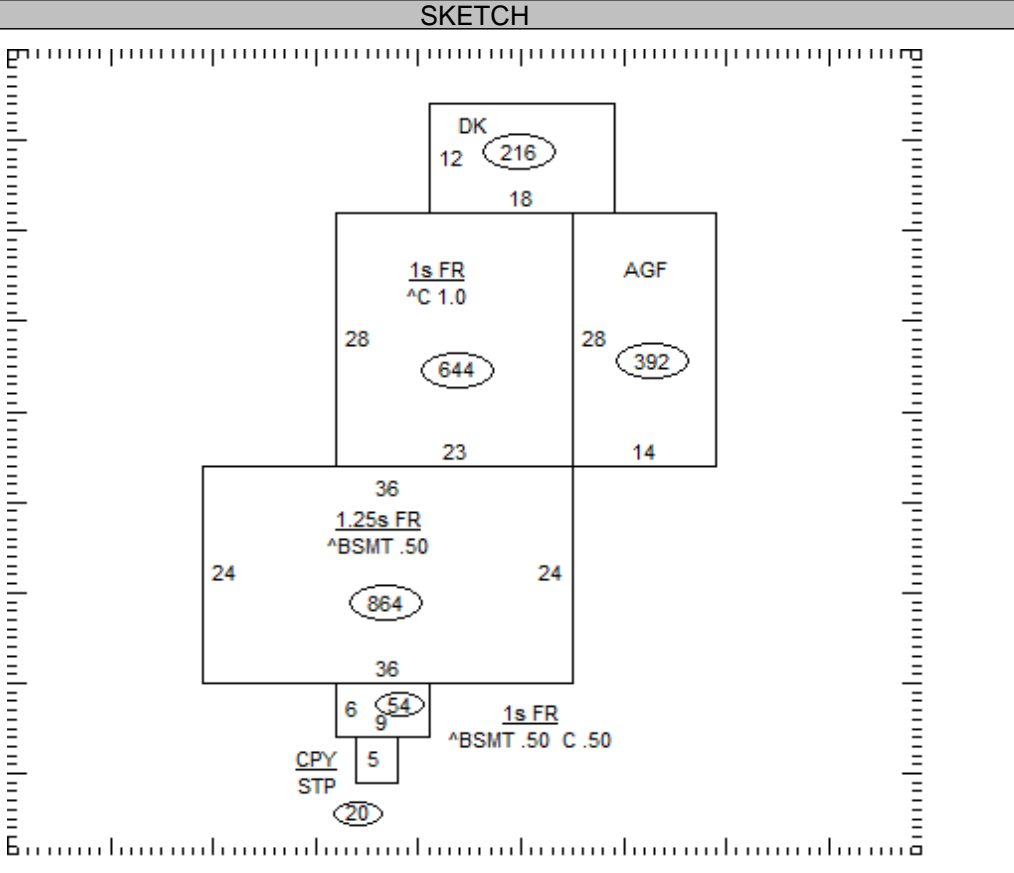 SKETCH
DK
12 216
18
1s FR
^C 1.0
AGF
28
28
644
392
23
14
36
1.25s FR
^BSMT .50
24
24
864
36
6 54
9
1s FR
^BSMT .50 C .50
CPY
STP
5
20